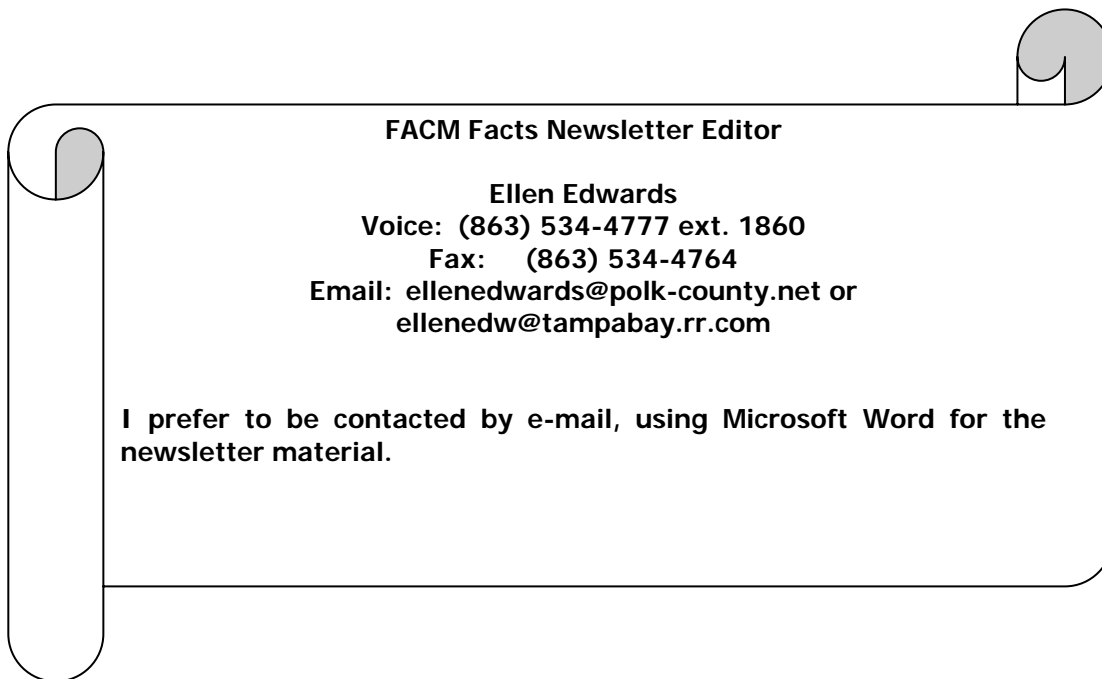 FACM Facts Newsletter Editor
Ellen Edwards
Voice: (863) 534-4777 ext. 1860
Fax: (863) 534-4764
Email: ellenedwards@polk-county.net or
ellenedw@tampabay.rr.com
I prefer to be contacted by e-mail, using Microsoft Word for the
newsletter material.